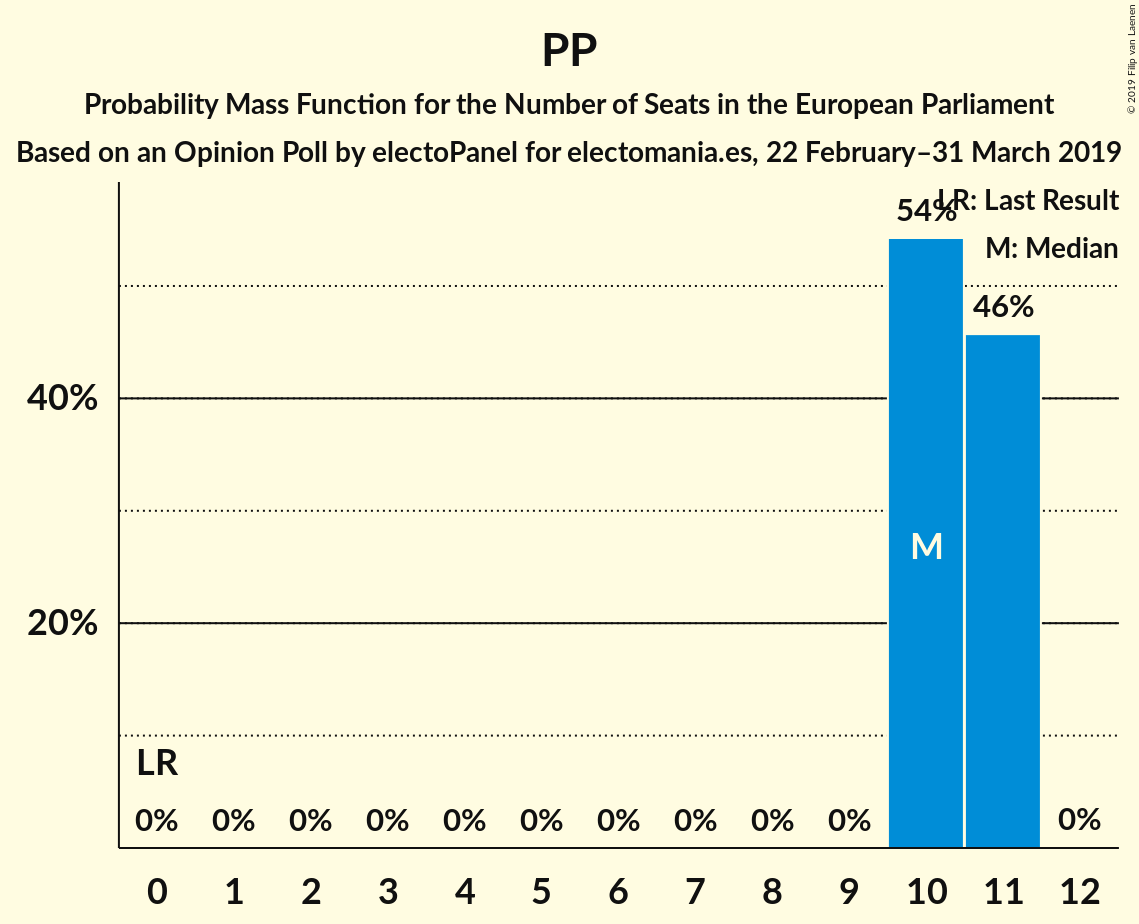 PP
Probability Mass Function for the Number of Seats in the European Parliament
Based on an Opinion Poll by electoPanel for electomania.es, 22 February–31 March 2019
© 2019 Filip van Laenen
LR: Last Result
M: Median
54%
46%
40%
20%
M
LR
0% 0% 0% 0% 0% 0% 0% 0% 0% 0% 0%
0 1 2 3 4 5 6 7 8 9 10 11 12